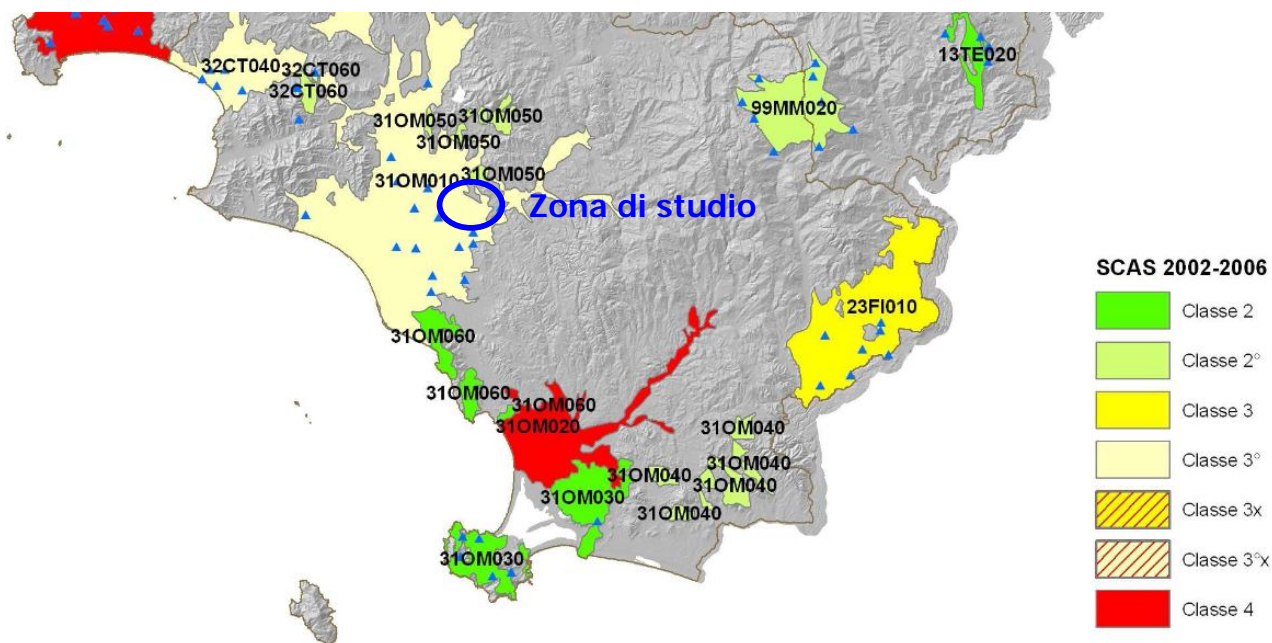 32CT040
32CT060
32CT060
13TE020
99MM020
31OM050
31OM050
31OM050
31OM010
31OM050
Zona di studio
23FI010
31OM060
31OM060
31OM060
31OM020
31OM040
31OM040
31OM040
31OM040
31OM030
31OM040
31OM030
SCAS 2002-2006
Classe 2
Classe 2°
Classe 3
Classe 3°
Classe 3x
Classe 3°x
Classe 4